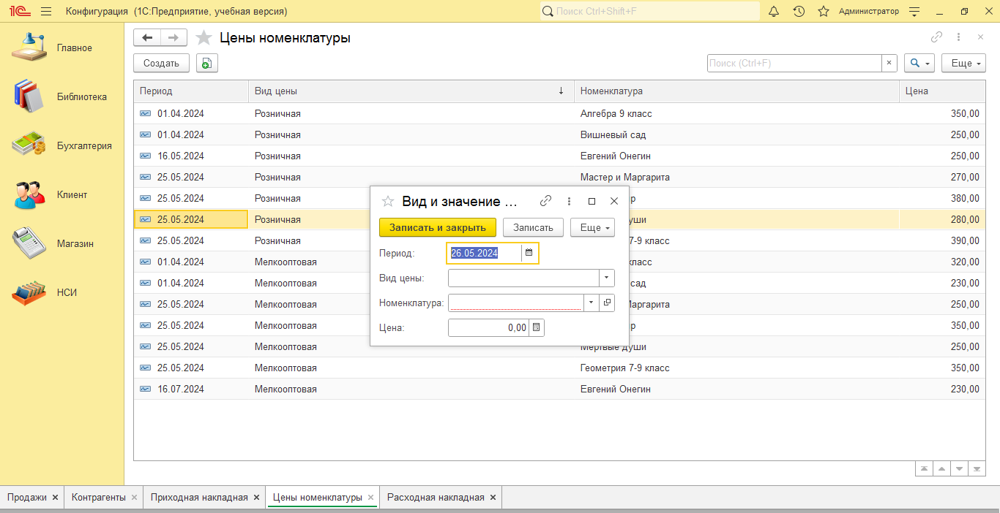 1С Конфигурация (1С:Предприятие, учебная версия) Поиск Ctrl+Shift+F Администратор
Главное
Библиотека
Бухгалтерия
Клиент
Магазин
НСИ
Цены номенклатуры
Создать Поиск (Ctrl+F) × Еще
Период Вид цены ↓ Номенклатура Цена
01.04.2024 Розничная Алгебра 9 класс 350,00
01.04.2024 Розничная Вишневый сад 250,00
16.05.2024 Розничная Евгений Онегин 250,00
25.05.2024 Розничная Мастер и Маргарита 270,00
25.05.2024 Розничная р 380,00
25.05.2024 Розничная души 280,00
25.05.2024 Розничная 7-9 класс 390,00
01.04.2024 Мелкооптовая класс 320,00
01.04.2024 Мелкооптовая сад 230,00
25.05.2024 Мелкооптовая Маргарита 250,00
25.05.2024 Мелкооптовая р 350,00
25.05.2024 Мелкооптовая Мертвые души 250,00
25.05.2024 Мелкооптовая Геометрия 7-9 класс 350,00
16.07.2024 Мелкооптовая Евгений Онегин 230,00
Вид и значение ...
Записать и закрыть Записать Еще
Период: 26.05.2024
Вид цены:
Номенклатура:
Цена: 0,00
Продажи × Контрагенты × Приходная накладная × Цены номенклатуры × Расходная накладная ×